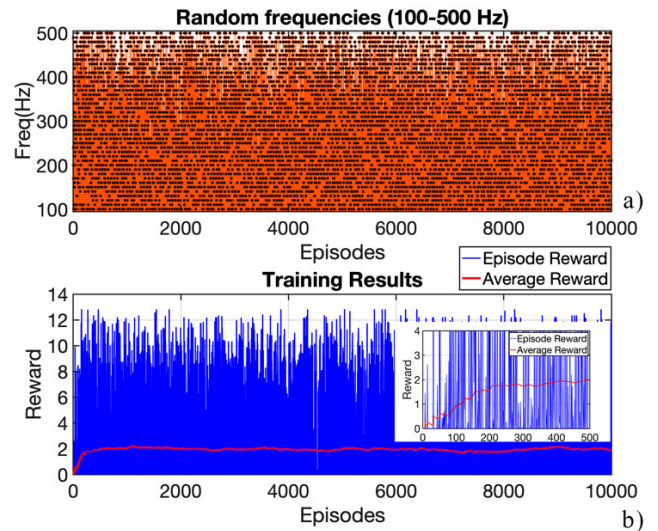 Random frequencies (100-500 Hz)
500
400
300
200
100
Freq(Hz)
0 2000 4000 6000 8000 10000
Episodes
a)
Episode Reward
Average Reward
Training Results
14
12
10
8
6
4
2
0
Reward
Episode Reward
Average Reward
4
3
2
1
0
Reward
0 100 200 300 400 500
Episodes
0 2000 4000 6000 8000 10000
Episodes
b)